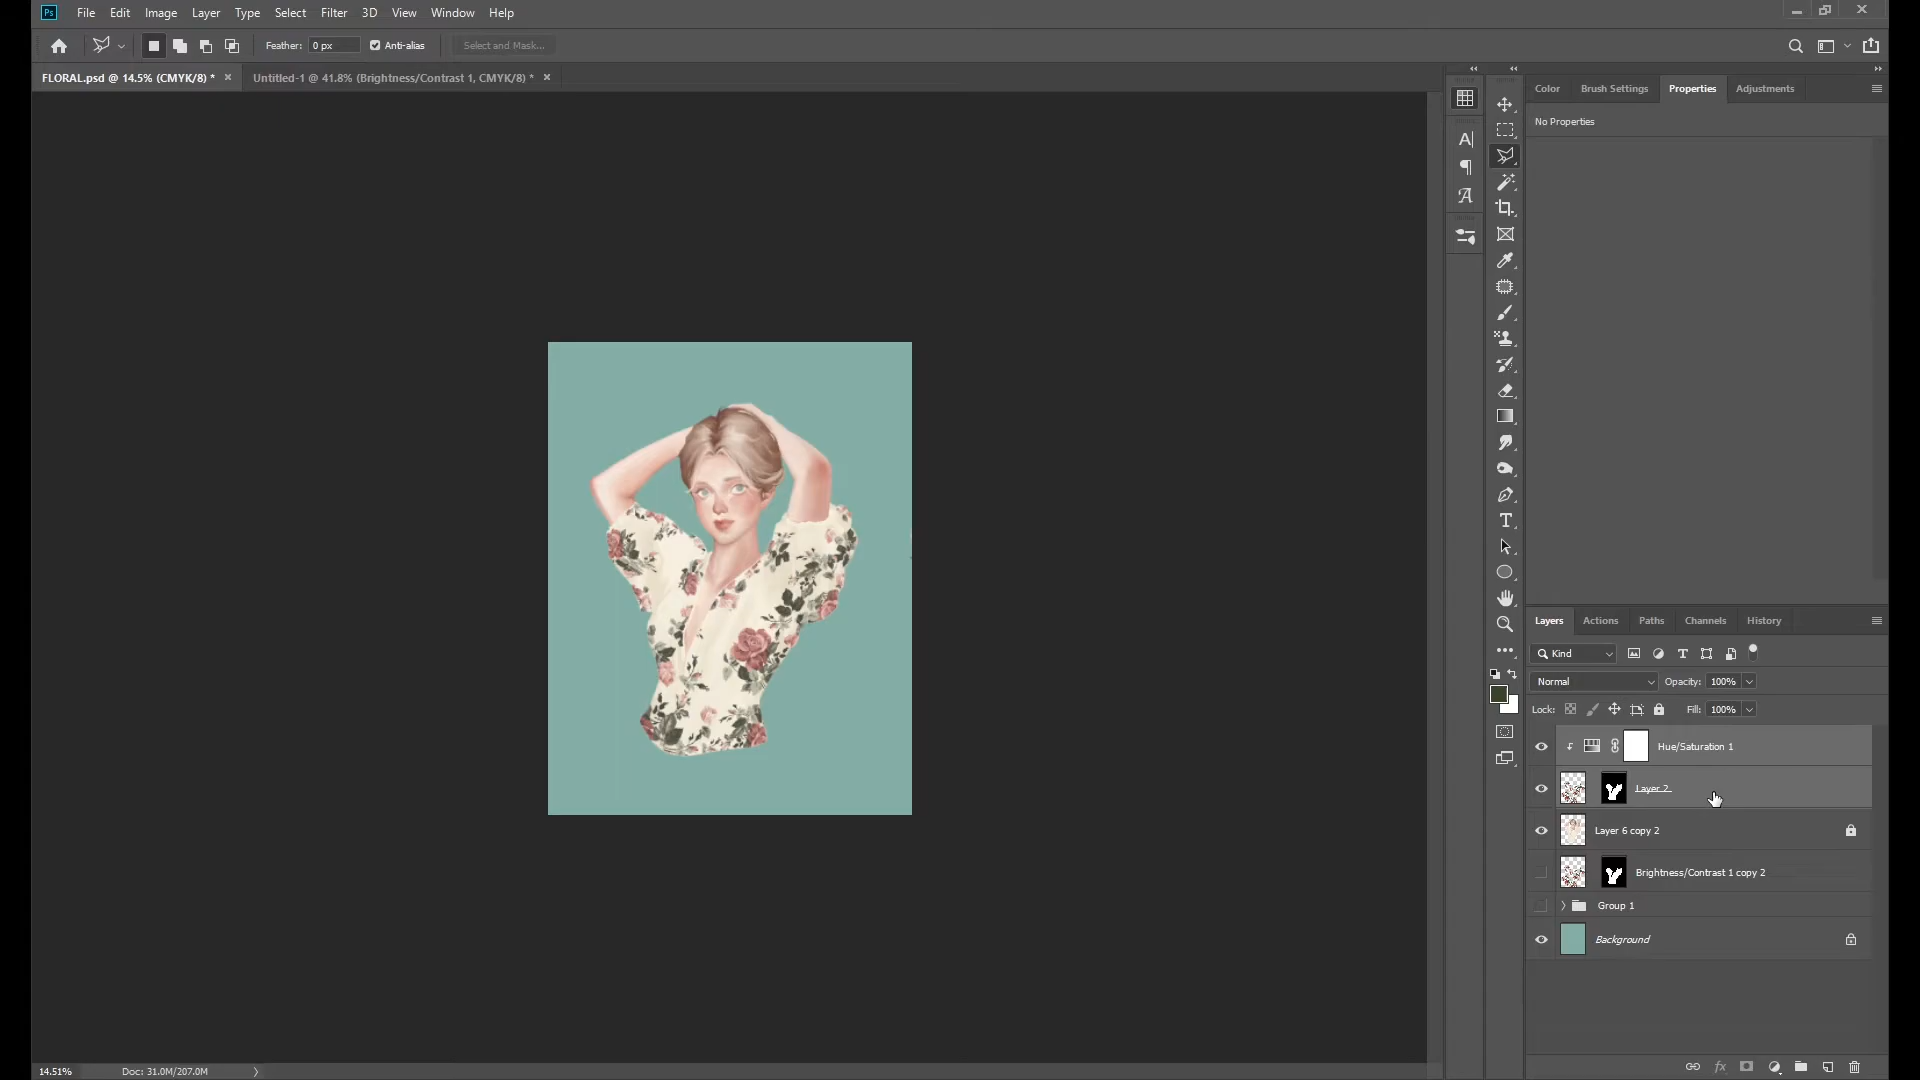 Ps File Edit Image Layer Type Select Filter 3D View Window Help
Feather: 0 px Anti-alias Select and Mask...
FLORAL.psd @ 14.5% (CMYK/8) * × Untitled-1 @ 41.8% (Brightness/Contrast 1, CMYK/8) * ×
Color Brush Settings Properties Adjustments
No Properties
Layers Actions Paths Channels History
Kind
Normal Opacity: 100%
Lock: Fill: 100%
Hue/Saturation 1
Layer 2
Layer 6 copy 2
Brightness/Contrast 1 copy 2
Group 1
Background
14.51% Doc: 31.0M/207.0M